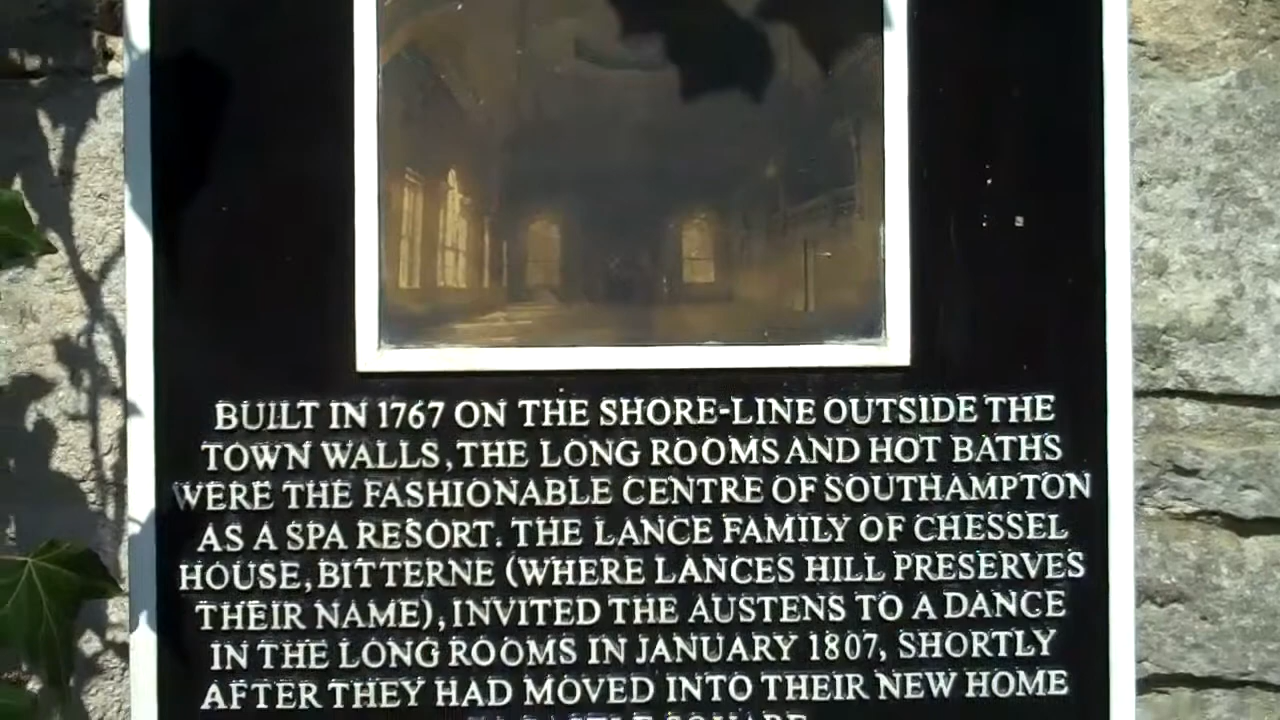 BUILT IN 1767 ON THE SHORE-LINE OUTSIDE THE
TOWN WALLS, THE LONG ROOMS AND HOT BATHS
WERE THE FASHIONABLE CENTRE OF SOUTHAMPTON
AS A SPA RESORT. THE LANCE FAMILY OF CHESSEL
HOUSE, BITTERNE (WHERE LANCES HILL PRESERVES
THEIR NAME), INVITED THE AUSTENS TO A DANCE
IN THE LONG ROOMS IN JANUARY 1807, SHORTLY
AFTER THEY HAD MOVED INTO THEIR NEW HOME
SQUARE